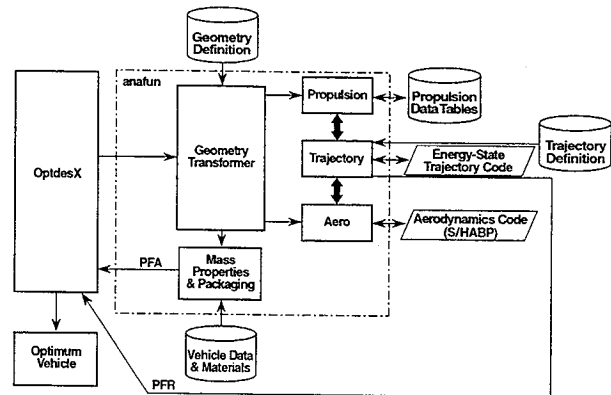 Geometry
Definition
anafun
Propulsion
Propulsion
Data Tables
OptdesX
Geometry
Transformer
Trajectory
Energy-State
Trajectory Code
Trajectory
Definition
Aero
Aerodynamics Code
(S/HABP)
PFA
Mass
Properties
& Packaging
Optimum
Vehicle
Vehicle Data
& Materials
PFR